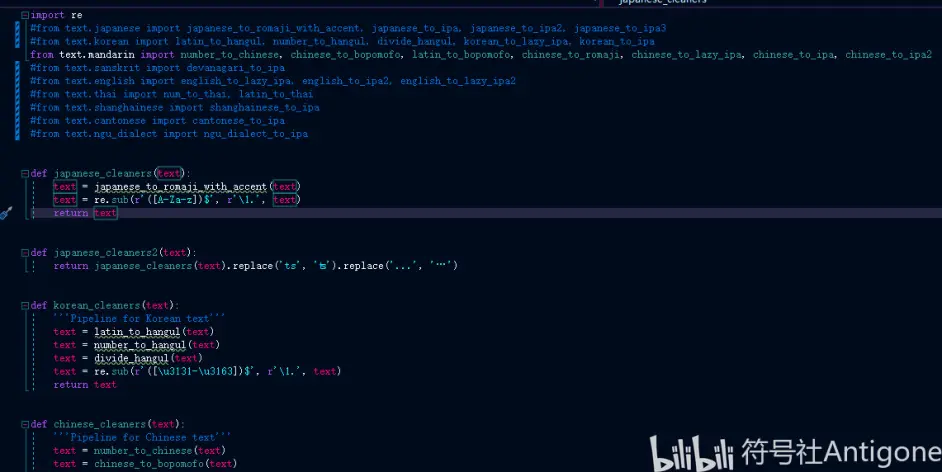 japanese_cleaners
import re
#from text.japanese import japanese_to_romaji_with_accent, japanese_to_ipa, japanese_to_ipa2, japanese_to_ipa3
#from text.korean import latin_to_hangul, number_to_hangul, divide_hangul, korean_to_lazy_ipa, korean_to_ipa
from text.mandarin import number_to_chinese, chinese_to_bopomofo, latin_to_bopomofo, chinese_to_romaji, chinese_to_lazy_ipa, chinese_to_ipa, chinese_to_ipa2
#from text.sanskrit import devanagari_to_ipa
#from text.english import english_to_lazy_ipa, english_to_ipa2, english_to_lazy_ipa2
#from text.thai import num_to_thai, latin_to_thai
#from text.shanghainese import shanghainese_to_ipa
#from text.cantonese import cantonese_to_ipa
#from text.ngu_dialect import ngu_dialect_to_ipa
def japanese_cleaners(text):
text = japanese_to_romaji_with_accent(text)
text = re.sub(r'([A-Za-z])$', r'\1.', text)
return text
def japanese_cleaners2(text):
return japanese_cleaners(text).replace('ts', 'ʦ').replace('...', '…')
def korean_cleaners(text):
'''Pipeline for Korean text'''
text = latin_to_hangul(text)
text = number_to_hangul(text)
text = divide_hangul(text)
text = re.sub(r'([\u3131-\u3163])$', r'\1.', text)
return text
def chinese_cleaners(text):
'''Pipeline for Chinese text'''
text = number_to_chinese(text)
text = chinese_to_bopomofo(text)
bilibili 符号社Antigone